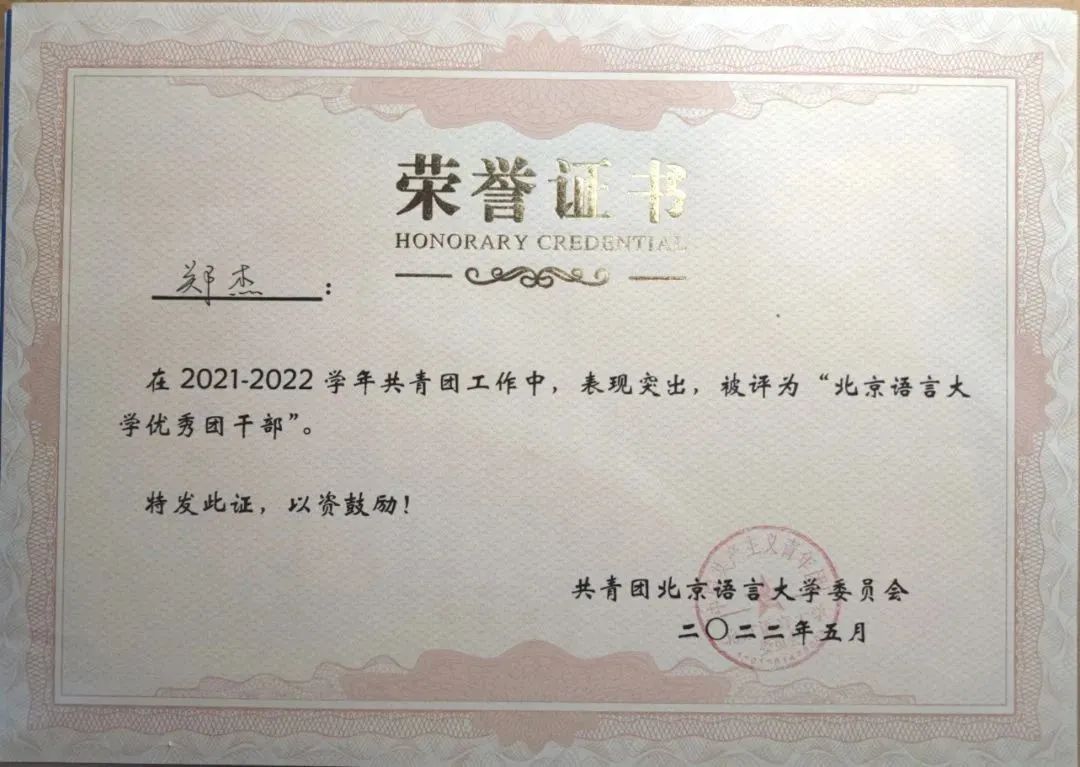 荣誉证书
HONORARY CREDENTIAL
郑杰：
在2021-2022学年共青团工作中，表现突出，被评为“北京语言大
学优秀团干部”。
特发此证，以资鼓励！
共青团北京语言大学委员会
二〇二二年五月